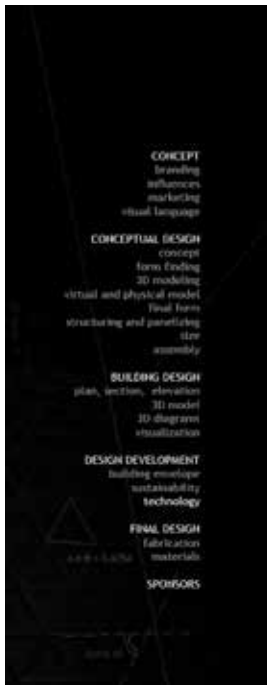 CONCEPT
branding
influences
marketing
visual language
CONCEPTUAL DESIGN
concept
form finding
3D modeling
virtual and physical model
final form
structuring and panelizing
size
assembly
BUILDING DESIGN
plan, section, elevation
3D model
3D diagrams
visualization
DESIGN DEVELOPMENT
building envelope
sustainability
technology
FINAL DESIGN
fabrication
materials
SPONSORS